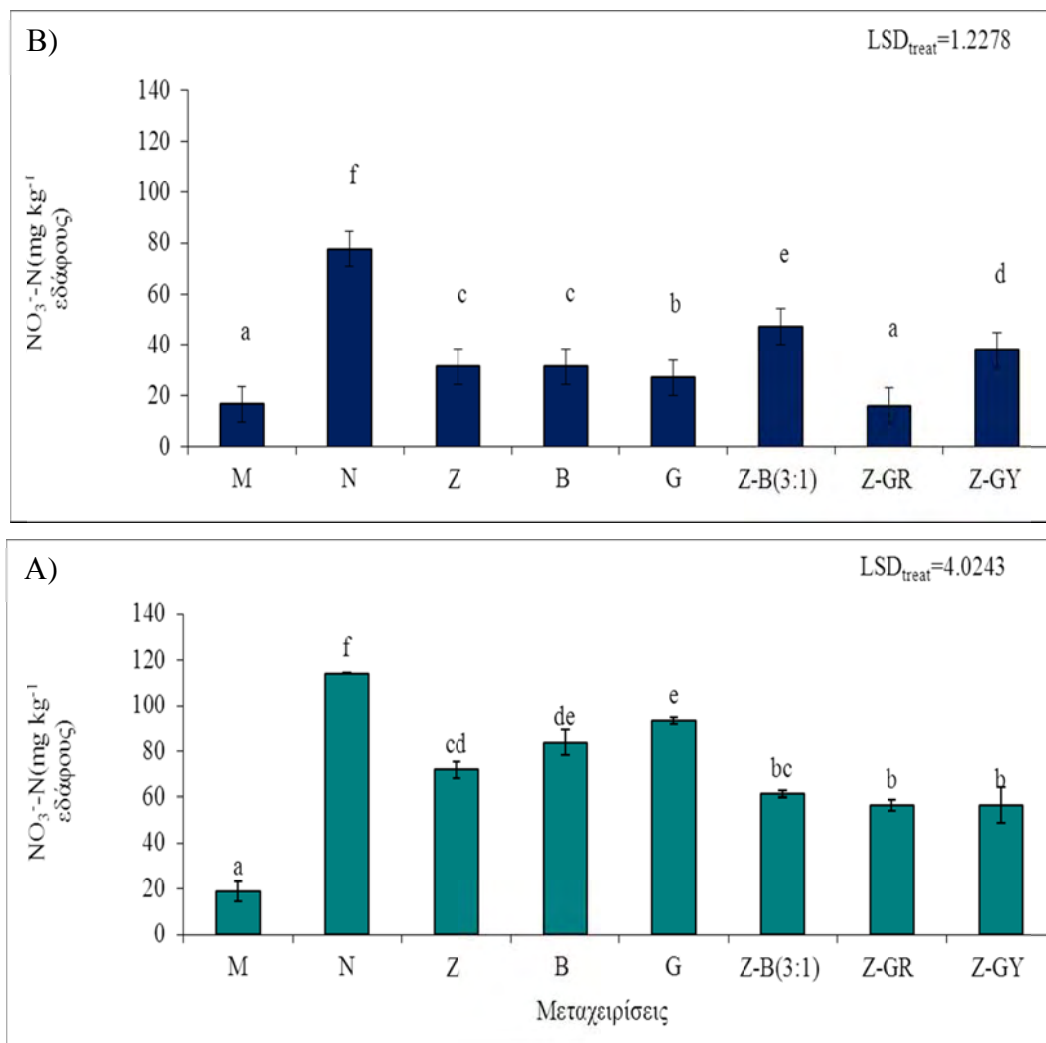 B)
LSDtreat=1.2278
NO3⁻-N(mg kg⁻¹
εδάφους)
140
120
100
80
60
40
20
0
a
f
c
c
b
e
a
d
M N Z B G Z-B(3:1) Z-GR Z-GY
A)
LSDtreat=4.0243
NO3⁻-N(mg kg⁻¹
εδάφους)
140
120
100
80
60
40
20
0
a
f
cd
de
e
bc
b
b
M N Z B G Z-B(3:1) Z-GR Z-GY
Μεταχειρίσεις